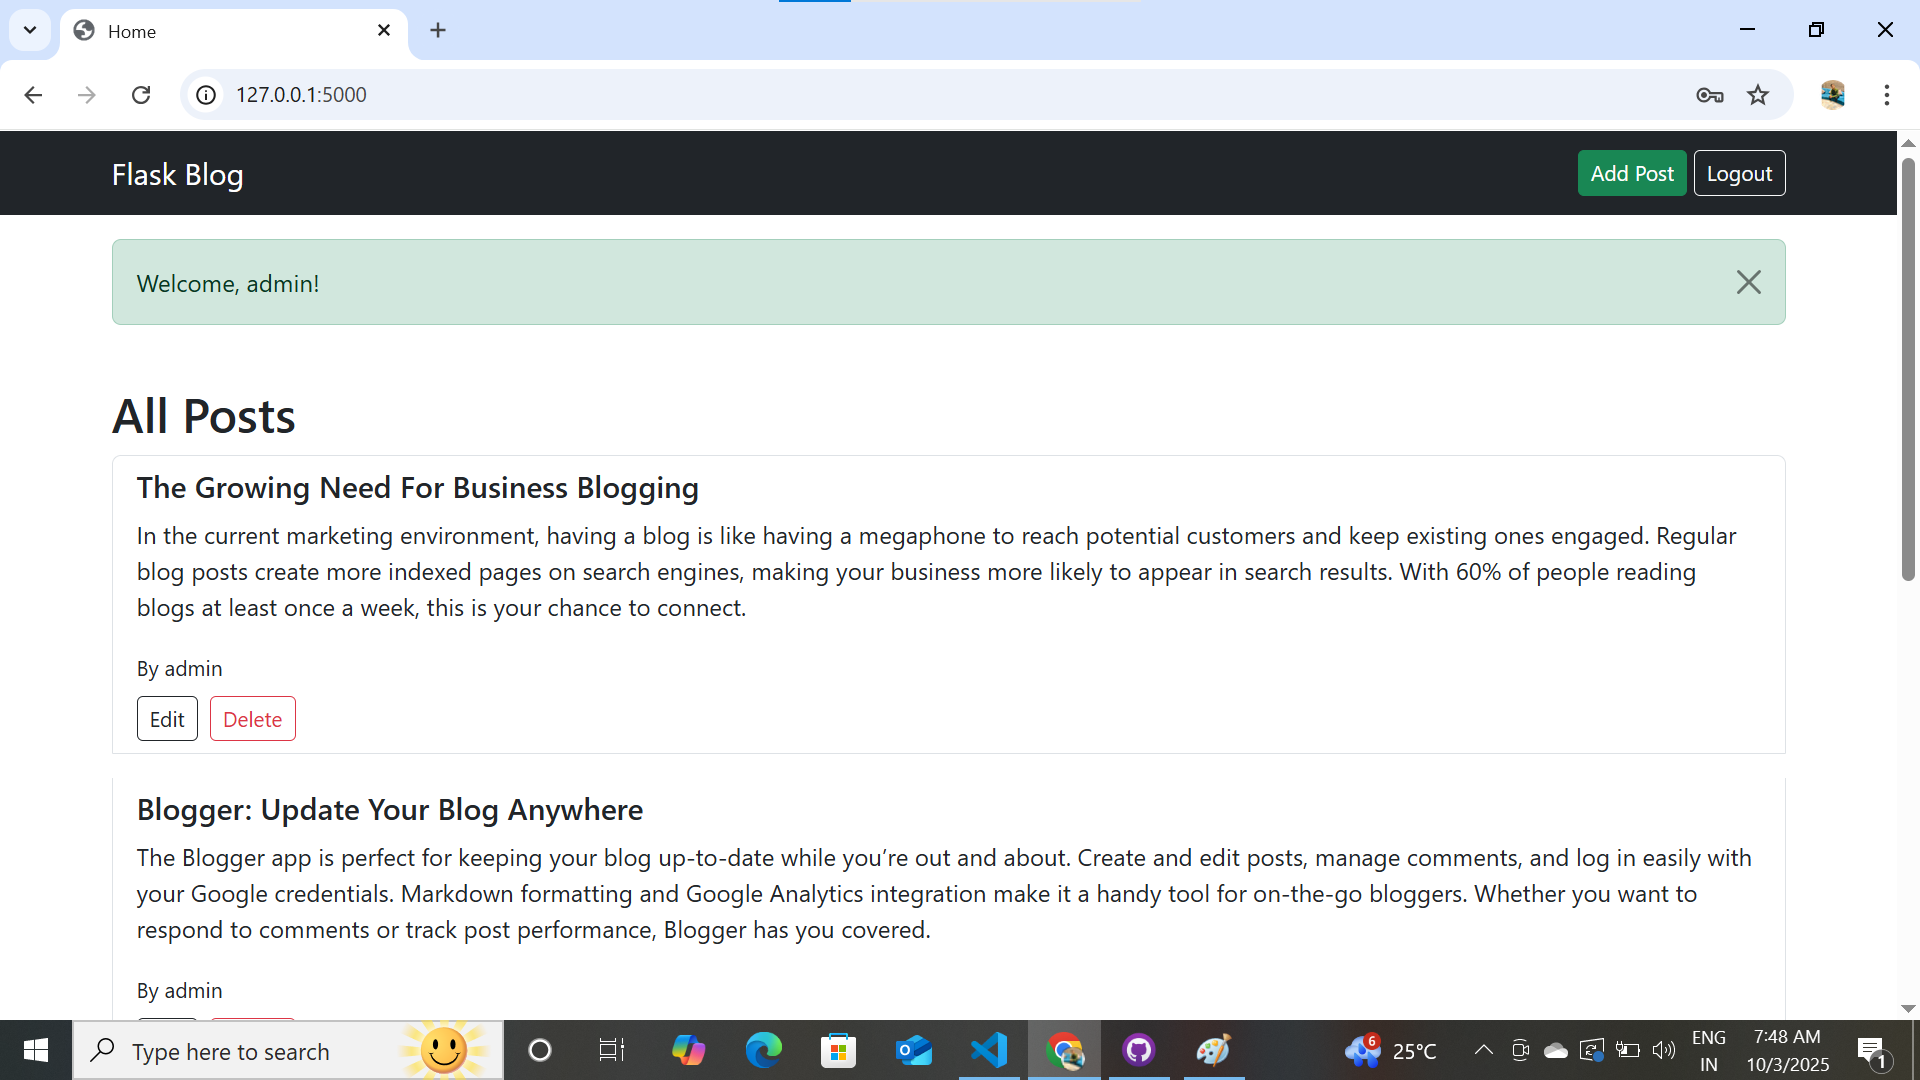 Home
127.0.0.1:5000
Flask Blog
Add Post
Logout
Welcome, admin!
All Posts
The Growing Need For Business Blogging
In the current marketing environment, having a blog is like having a megaphone to reach potential customers and keep existing ones engaged. Regular
blog posts create more indexed pages on search engines, making your business more likely to appear in search results. With 60% of people reading
blogs at least once a week, this is your chance to connect.
By admin
Edit
Delete
Blogger: Update Your Blog Anywhere
The Blogger app is perfect for keeping your blog up-to-date while you’re out and about. Create and edit posts, manage comments, and log in easily with
your Google credentials. Markdown formatting and Google Analytics integration make it a handy tool for on-the-go bloggers. Whether you want to
respond to comments or track post performance, Blogger has you covered.
By admin
Type here to search
6
25°C
ENG
IN
7:48 AM
10/3/2025
1